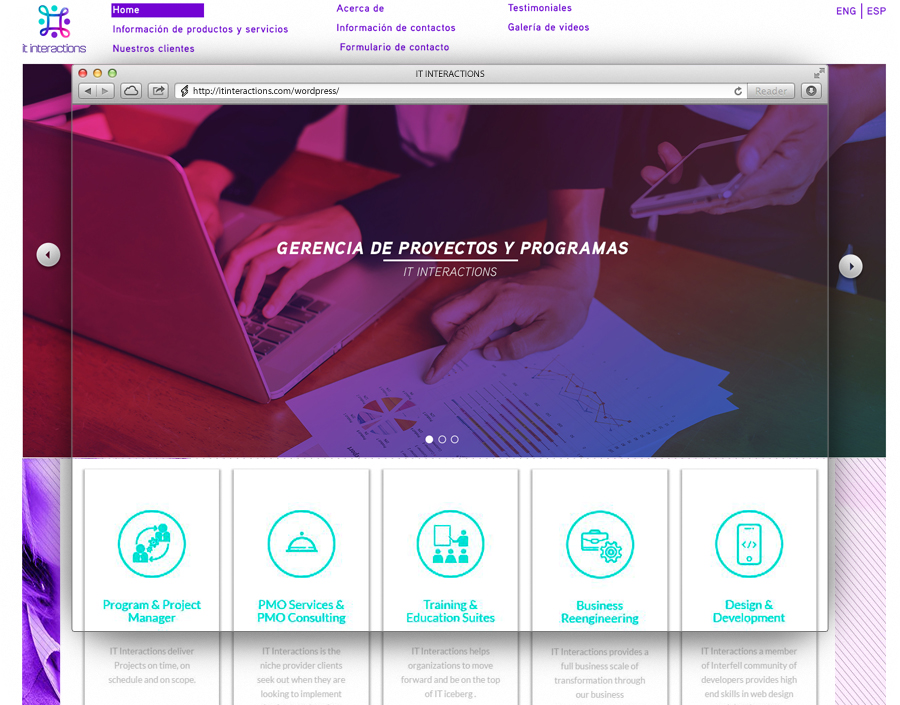 it interactions
Home
Información de productos y servicios
Nuestros clientes
Acerca de
Información de contactos
Formulario de contacto
Testimoniales
Galería de videos
ENG | ESP
IT INTERACTIONS
http://itinteractions.com/wordpress/
Reader
GERENCIA DE PROYECTOS Y PROGRAMAS
IT INTERACTIONS
Program & Project
Manager
IT Interactions deliver
Projects on time, on
schedule and on scope.
PMO Services &
PMO Consulting
IT Interactions is the
niche provider clients
seek out when they are
looking to implement
Training &
Education Suites
IT Interactions helps
organizations to move
forward and be on the top
of IT iceberg .
Business
Reengineering
IT Interactions provides a
full business scale of
transformation through
our business
Design &
Development
IT Interactions a member
of Interfell community of
developers provides high
end skills in web design